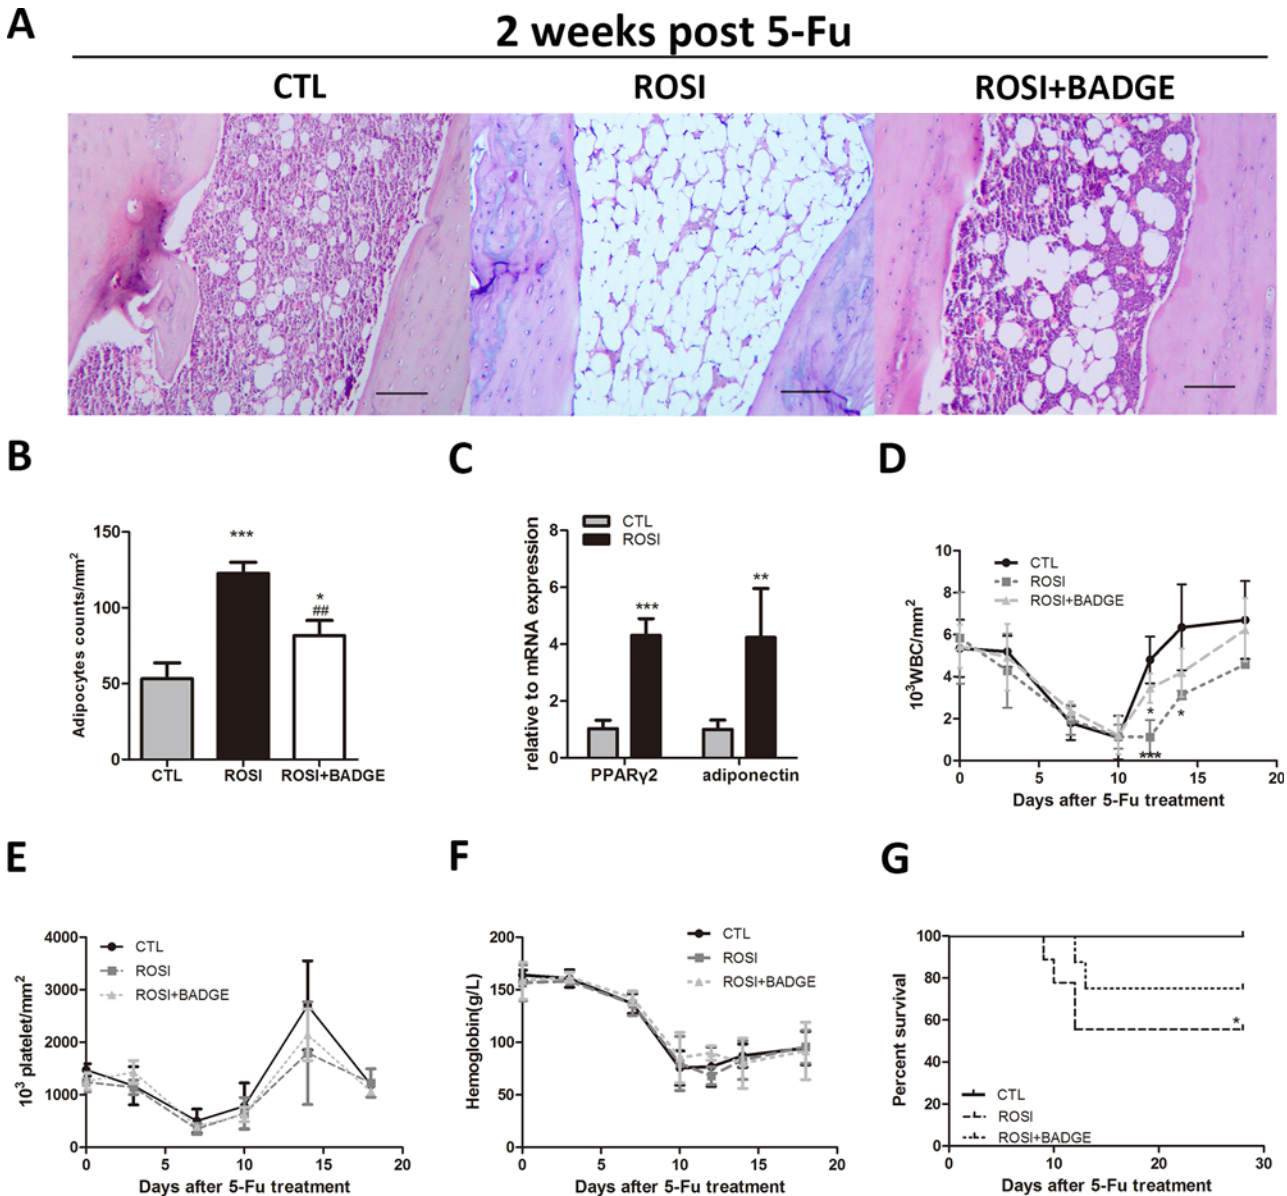 A
2 weeks post 5-Fu
CTL ROSI ROSI+BADGE
B
Adipocytes counts/mm²
150
100
50
0
***
*
##
CTL ROSI ROSI+BADGE
C
relative to mRNA expression
CTL
ROSI
8
6
4
2
0
***
**
PPARγ2 adiponectin
D
10³WBC/mm²
CTL
ROSI
ROSI+BADGE
10
8
6
4
2
0
*
*
***
0 5 10 15 20
Days after 5-Fu treatment
E
10³ platelet/mm²
CTL
ROSI
ROSI+BADGE
4000
3000
2000
1000
0
0 5 10 15 20
Days after 5-Fu treatment
F
Hemoglobin(g/L)
CTL
ROSI
ROSI+BADGE
200
150
100
50
0
0 5 10 15 20
Days after 5-Fu treatment
G
Percent survival
100
80
60
40
20
0
*
CTL
ROSI
ROSI+BADGE
0 10 20 30
Days after 5-Fu treatment